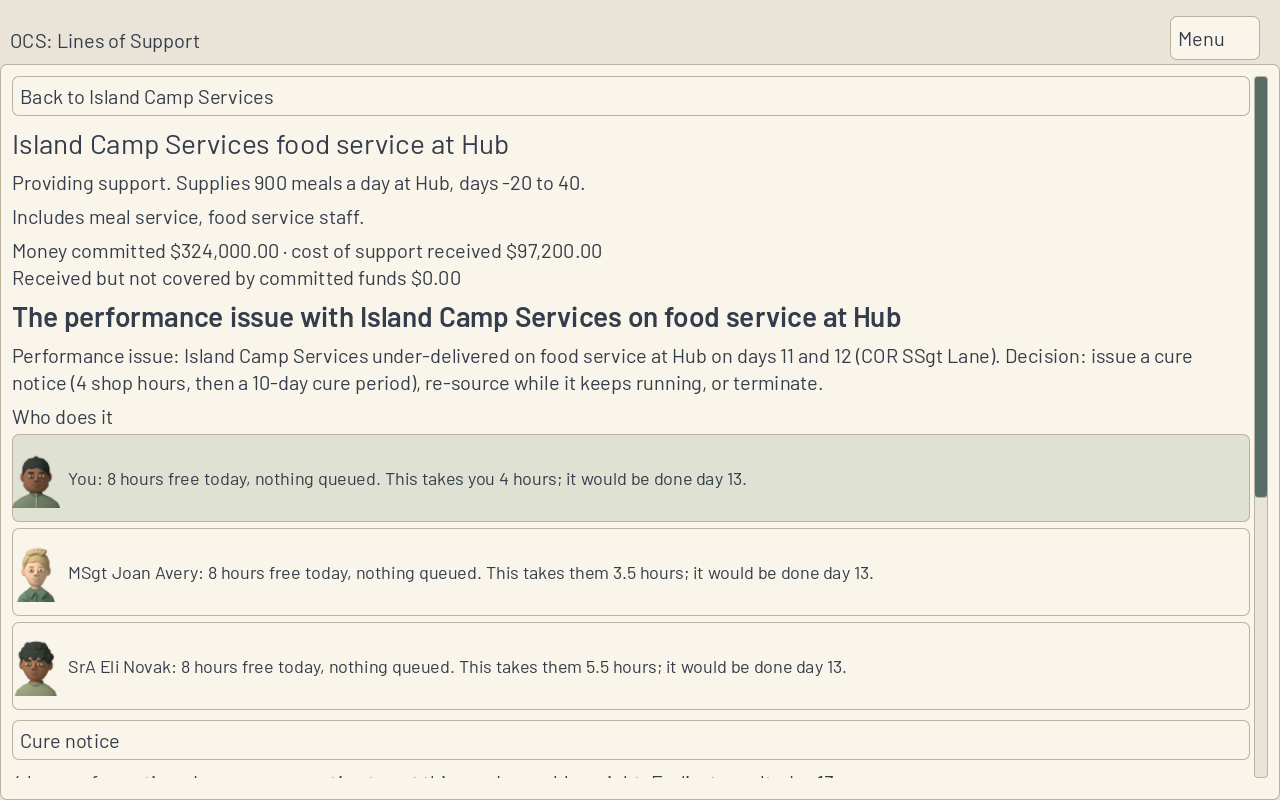 OCS: Lines of Support
Menu
Back to Island Camp Services
Island Camp Services food service at Hub
Providing support. Supplies 900 meals a day at Hub, days -20 to 40.
Includes meal service, food service staff.
Money committed $324,000.00 · cost of support received $97,200.00
Received but not covered by committed funds $0.00
The performance issue with Island Camp Services on food service at Hub
Performance issue: Island Camp Services under-delivered on food service at Hub on days 11 and 12 (COR SSgt Lane). Decision: issue a cure
notice (4 shop hours, then a 10-day cure period), re-source while it keeps running, or terminate.
Who does it
You: 8 hours free today, nothing queued. This takes you 4 hours; it would be done day 13.
MSgt Joan Avery: 8 hours free today, nothing queued. This takes them 3.5 hours; it would be done day 13.
SrA Eli Novak: 8 hours free today, nothing queued. This takes them 5.5 hours; it would be done day 13.
Cure notice